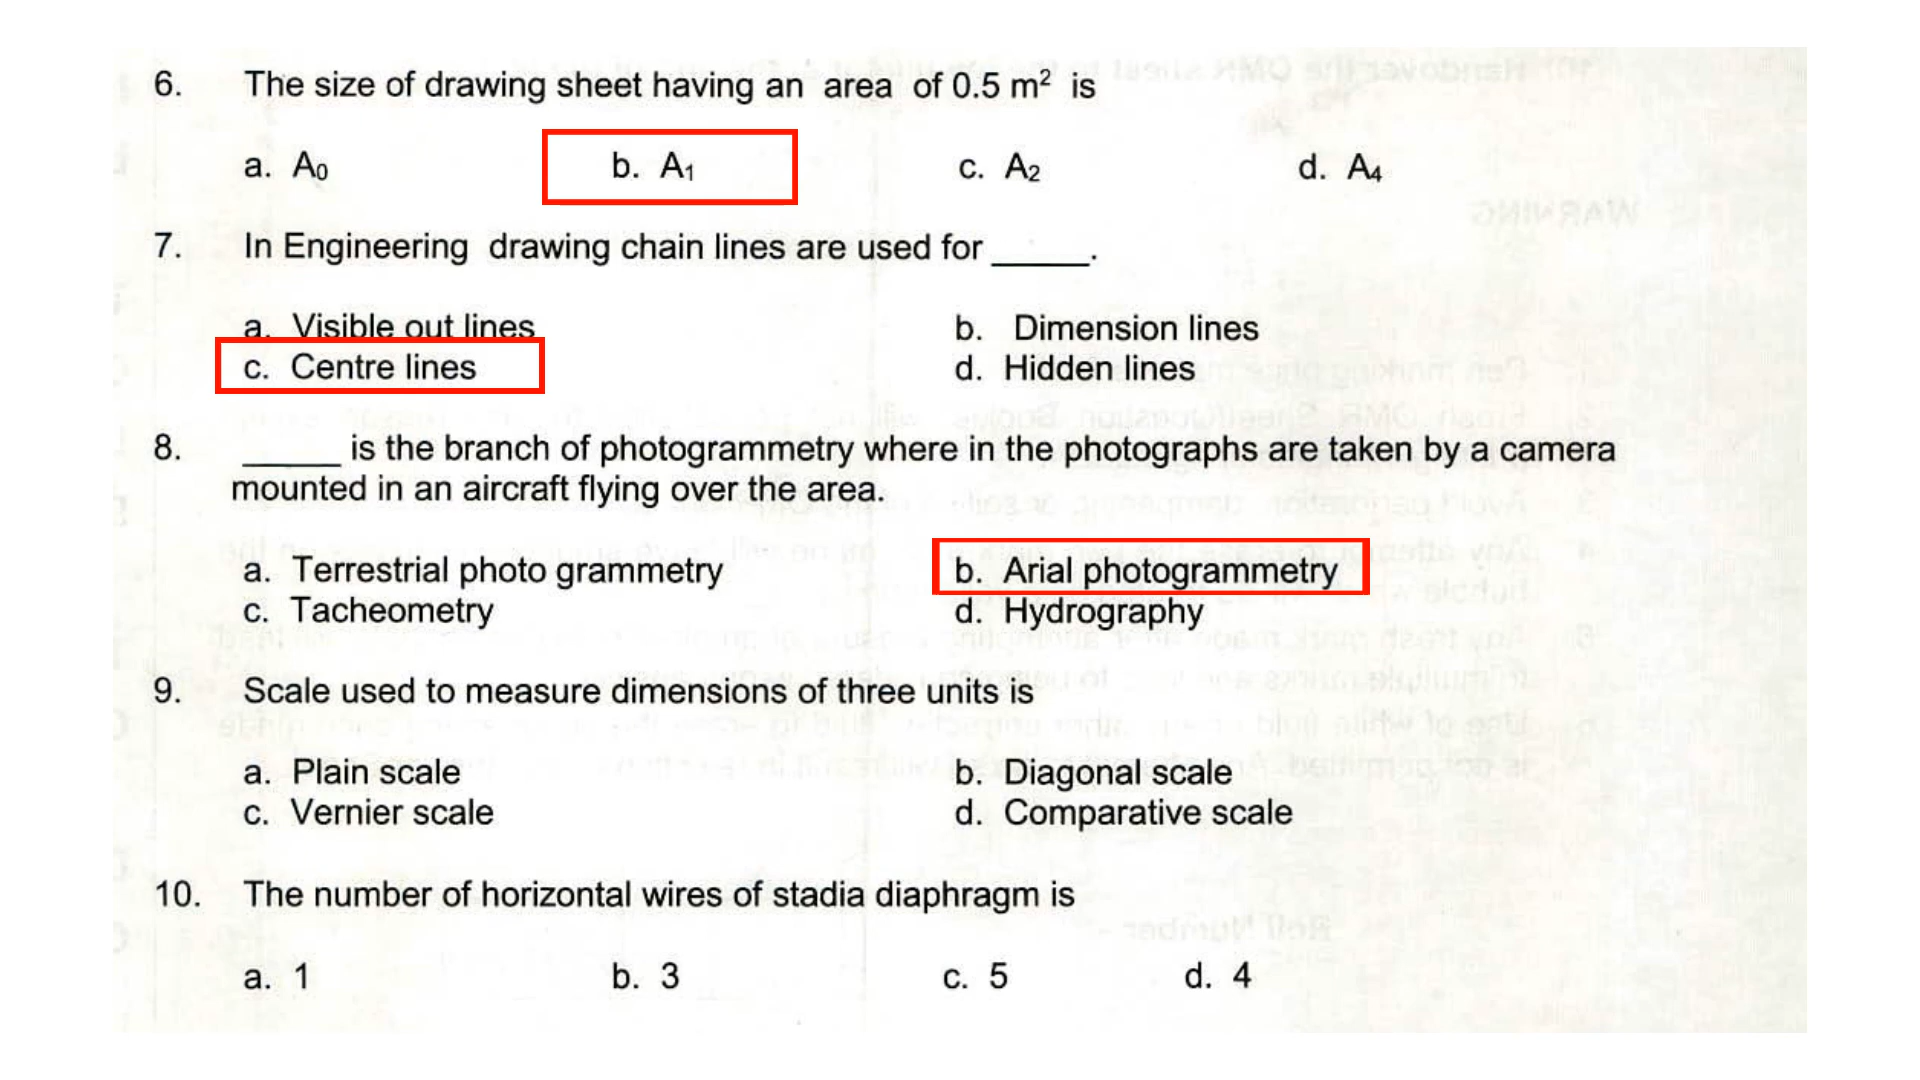 6. The size of drawing sheet having an area of 0.5 m² is
a. A₀ b. A₁ c. A₂ d. A₄
7. In Engineering drawing chain lines are used for _____.
a. Visible out lines b. Dimension lines
c. Centre lines d. Hidden lines
8. _____ is the branch of photogrammetry where in the photographs are taken by a camera
mounted in an aircraft flying over the area.
a. Terrestrial photo grammetry b. Arial photogrammetry
c. Tacheometry d. Hydrography
9. Scale used to measure dimensions of three units is
a. Plain scale b. Diagonal scale
c. Vernier scale d. Comparative scale
10. The number of horizontal wires of stadia diaphragm is
a. 1 b. 3 c. 5 d. 4